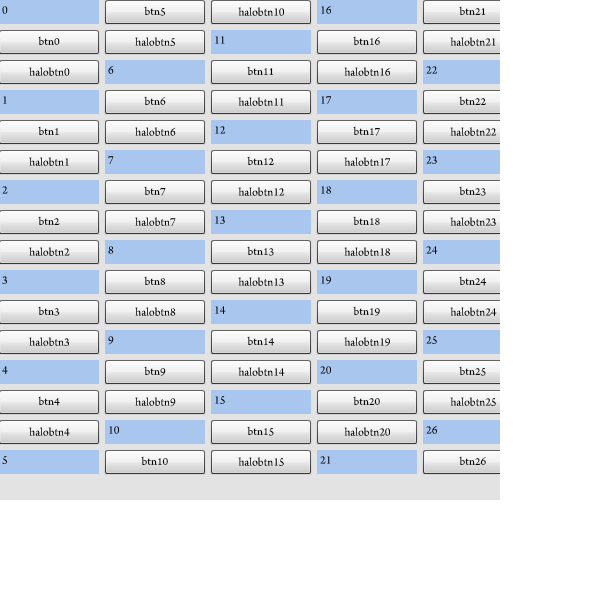 0
btn0
halobtn0
1
btn1
halobtn1
2
btn2
halobtn2
3
btn3
halobtn3
4
btn4
halobtn4
5
btn5
halobtn5
6
btn6
halobtn6
7
btn7
halobtn7
8
btn8
halobtn8
9
btn9
halobtn9
10
btn10
halobtn10
11
btn11
halobtn11
12
btn12
halobtn12
13
btn13
halobtn13
14
btn14
halobtn14
15
btn15
halobtn15
16
btn16
halobtn16
17
btn17
halobtn17
18
btn18
halobtn18
19
btn19
halobtn19
20
btn20
halobtn20
21
btn21
halobtn21
22
btn22
halobtn22
23
btn23
halobtn23
24
btn24
halobtn24
25
btn25
halobtn25
26
btn26